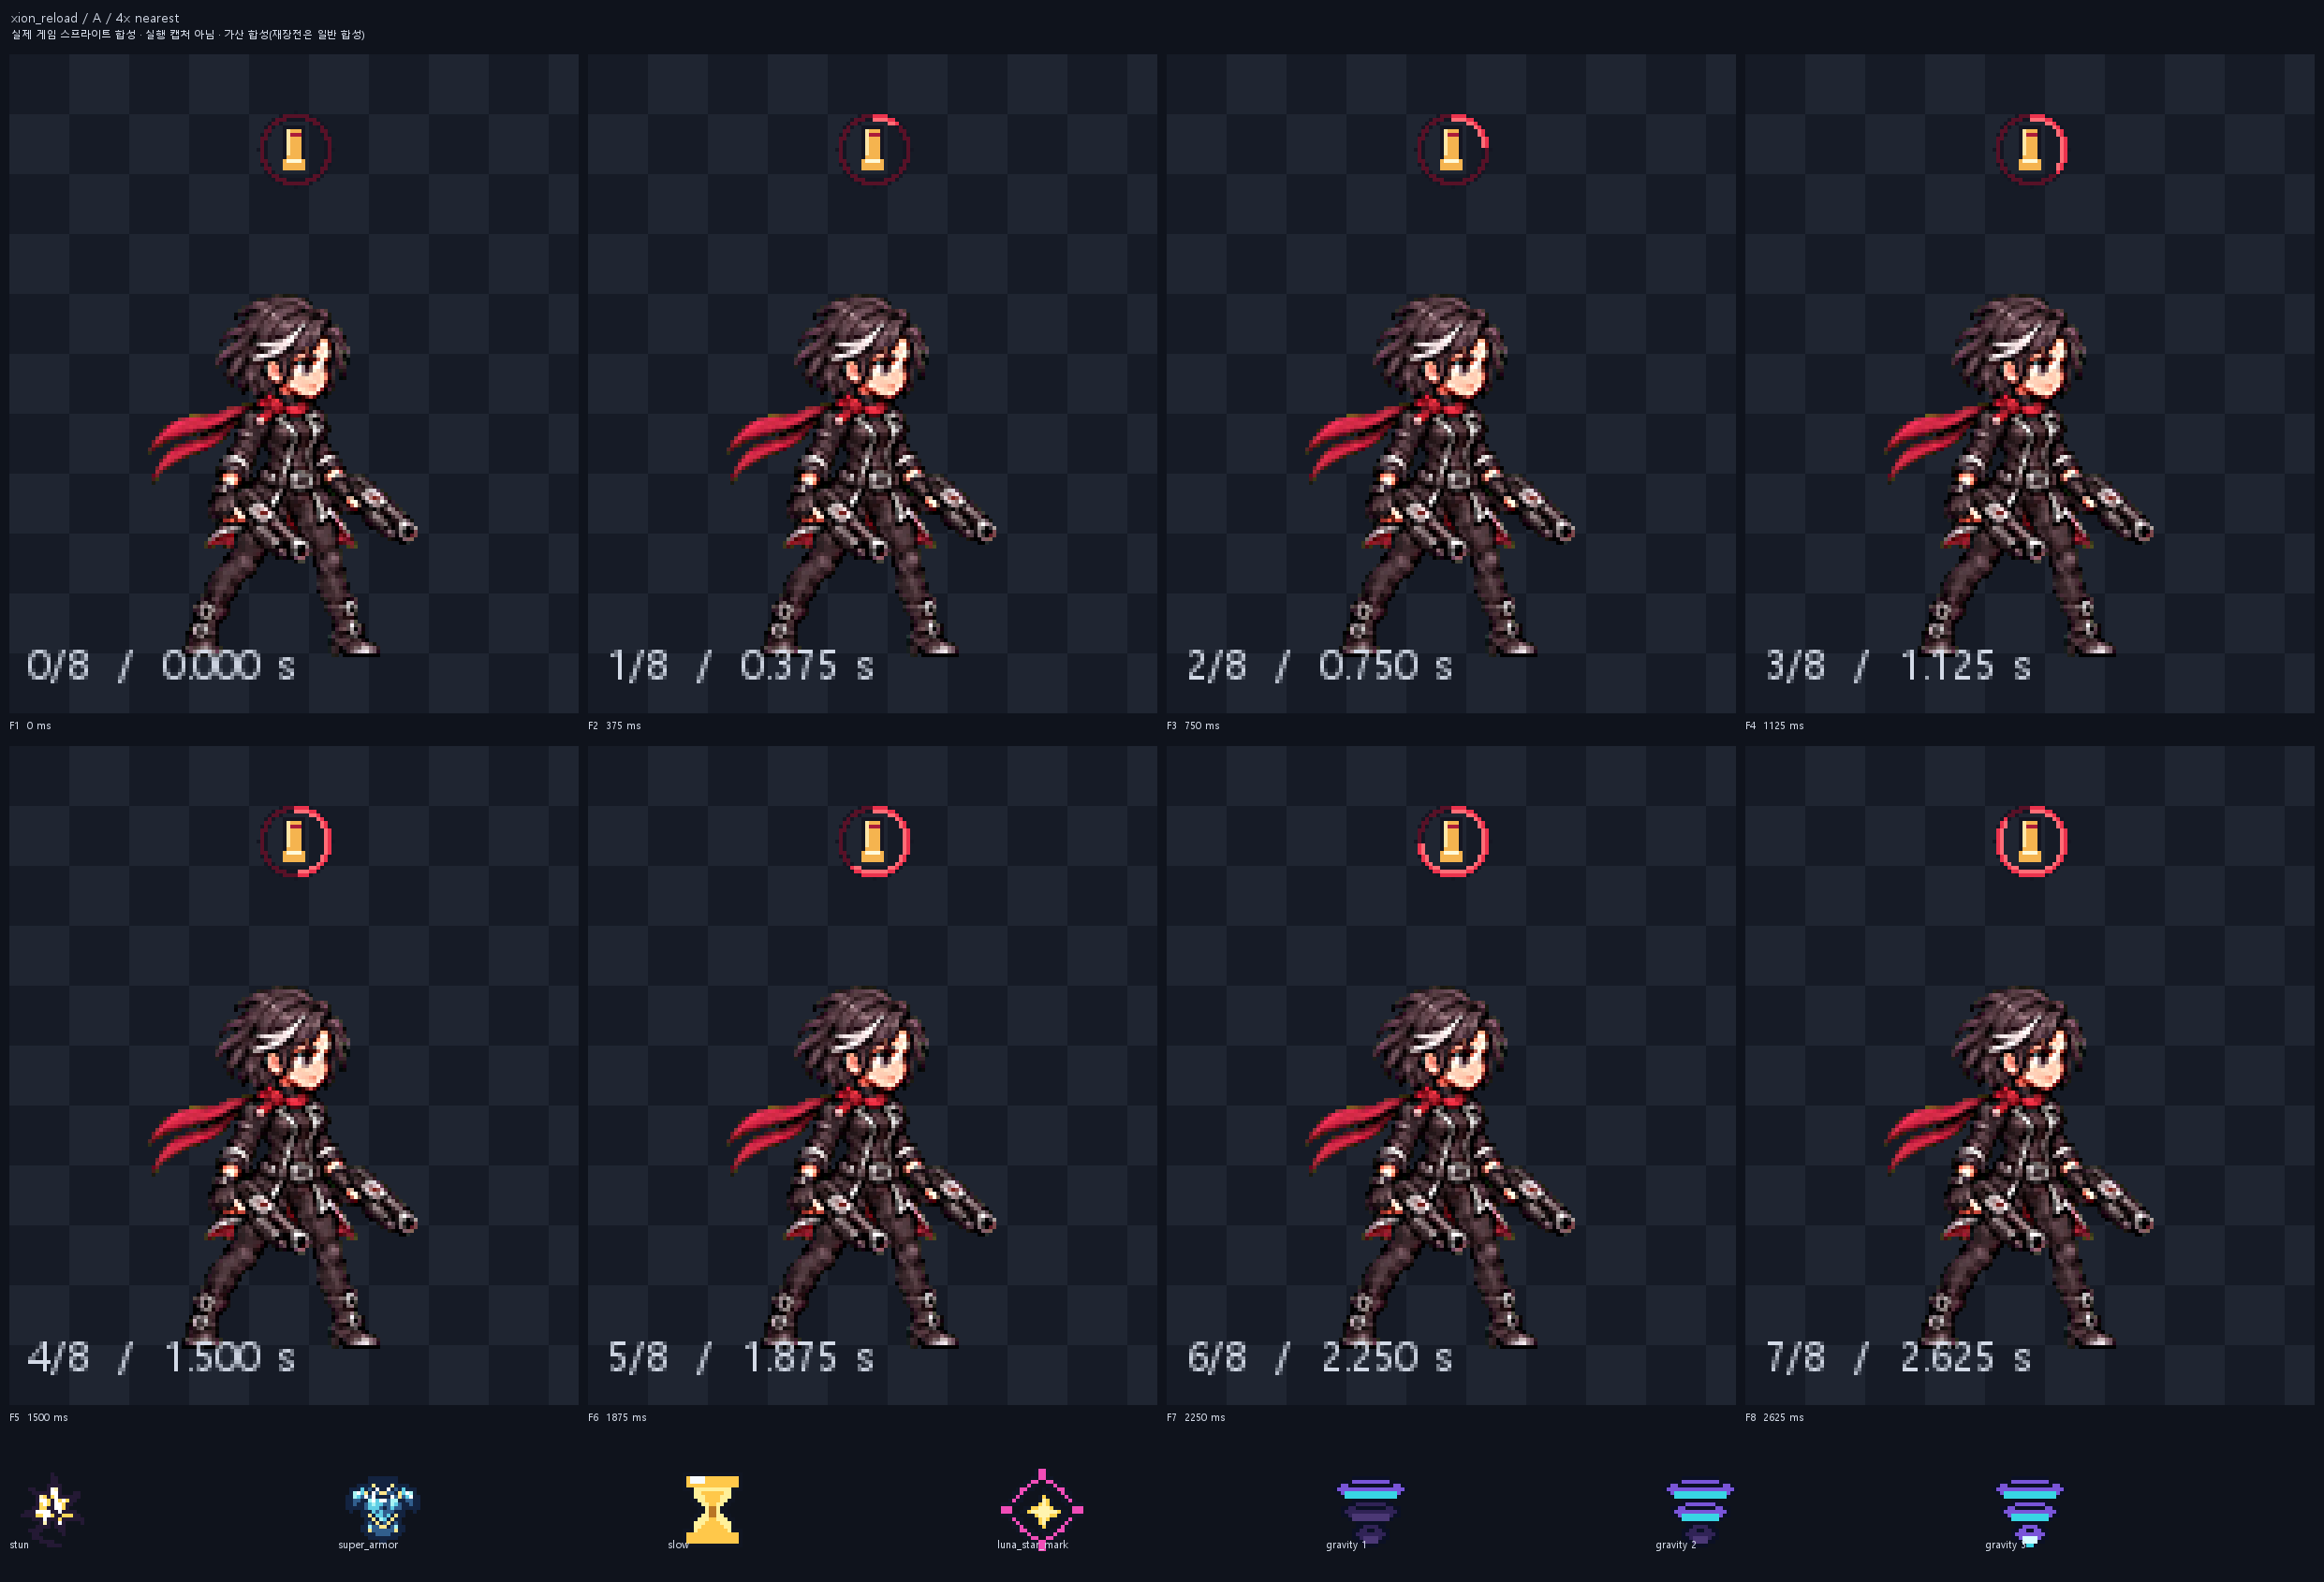 xion_reload / A / 4x nearest
실제 게임 스프라이트 합성 · 실행 캡처 아님 · 가산 합성(재장전은 일반 합성)
0/8 / 0.000 s
1/8 / 0.375 s
2/8 / 0.750 s
3/8 / 1.125 s
F1 0 ms
F2 375 ms
F3 750 ms
F4 1125 ms
4/8 / 1.500 s
5/8 / 1.875 s
6/8 / 2.250 s
7/8 / 2.625 s
F5 1500 ms
F6 1875 ms
F7 2250 ms
F8 2625 ms
stun
super_armor
slow
luna_star_mark
gravity 1
gravity 2
gravity 3